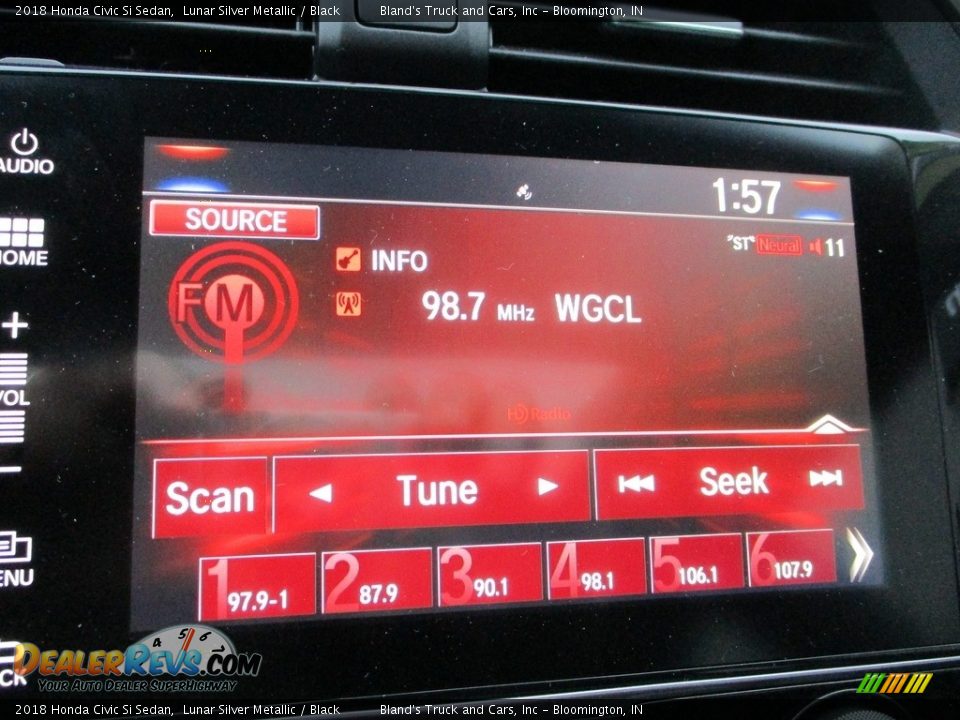 2018 Honda Civic Si Sedan, Lunar Silver Metallic / Black Bland's Truck and Cars, Inc - Bloomington, IN
AUDIO
HOME
+
VOL
-
MENU
1:57
SOURCE
"ST" Neural 11
FM
INFO
98.7 MHz WGCL
HD Radio
Scan
Tune
Seek
1 97.9-1
2 87.9
3 90.1
4 98.1
5 106.1
6 107.9
DEALERREVS.COM
YOUR AUTO DEALER SUPERHIGHWAY
4 5 6
2018 Honda Civic Si Sedan, Lunar Silver Metallic / Black Bland's Truck and Cars, Inc - Bloomington, IN